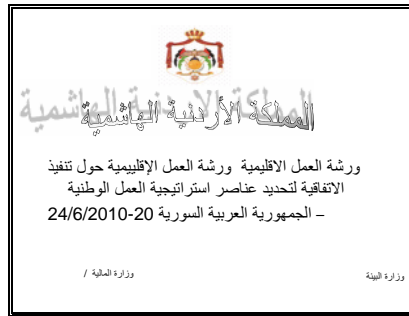 المملكة الأردنية الهاشمية
ورشة العمل الاقليمية ورشة العمل الإقليمية حول تنفيذ
الاتفاقية لتحديد عناصر استراتيجية العمل الوطنية
– الجمهورية العربية السورية 20-24/6/2010
وزارة البيئة
وزارة المالية /